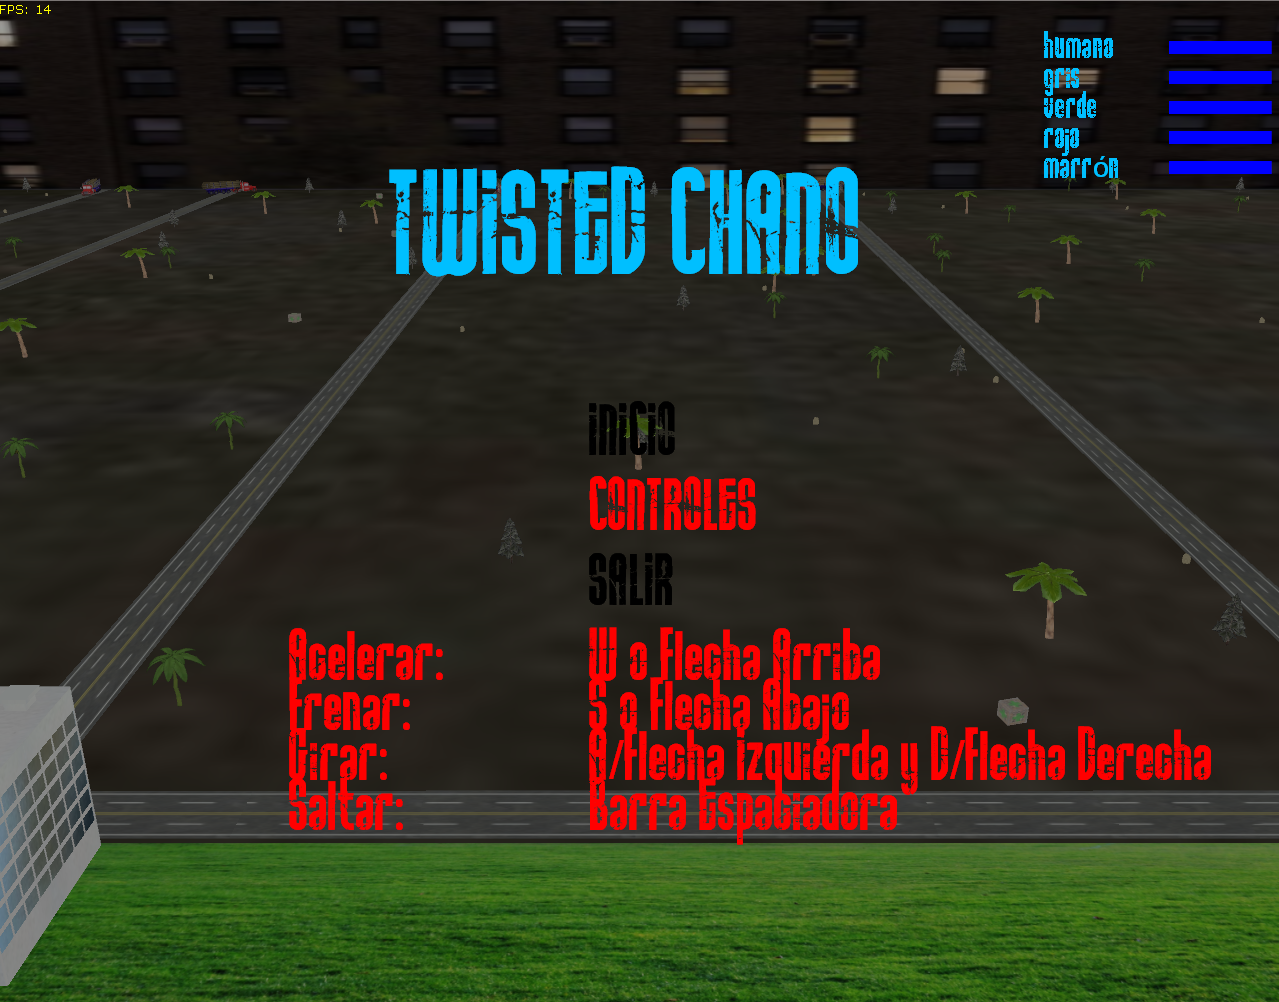 FPS: 14
humano
gris
verde
rojo
marrón
TWiSTED CHANO
iNiCiO
CONTROLES
SALiR
Acelerar: W o Flecha Arriba
Frenar: S o Flecha Abajo
Girar: A/Flecha Izquierda y D/Flecha Derecha
Saltar: Barra Espaciadora